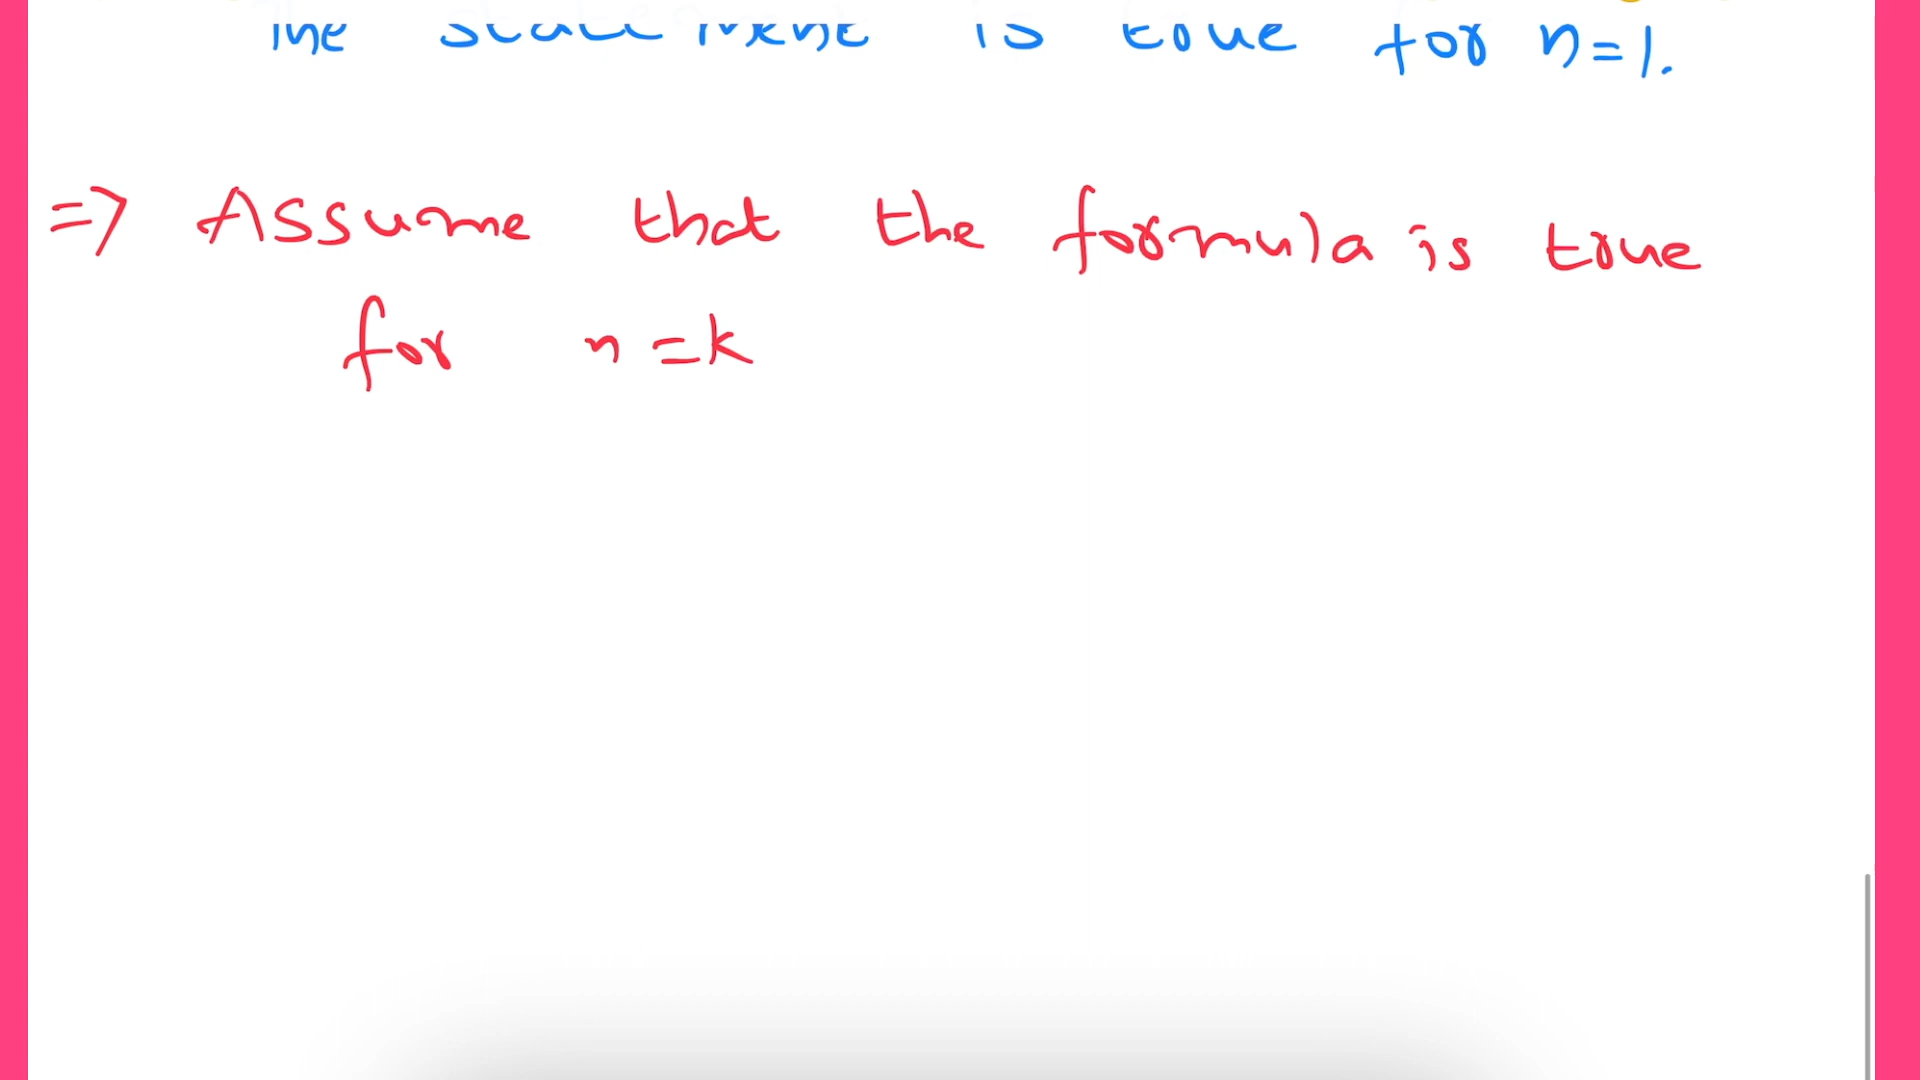 The statement is true for n=1.
=> Assume that the formula is true
for n=k